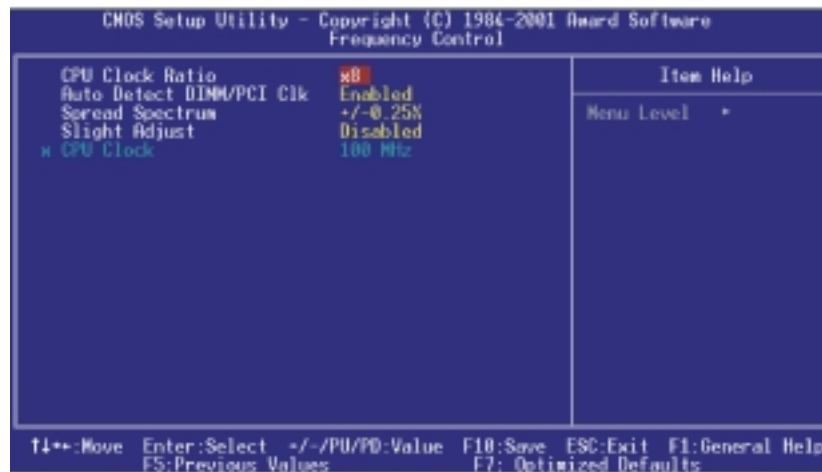 CMOS Setup Utility - Copyright (C) 1984-2001 Award Software
Frequency Control
CPU Clock Ratio x8
Auto Detect DIMM/PCI Clk Enabled
Spread Spectrum +/-0.25%
Slight Adjust Disabled
x CPU Clock 100 MHz
Item Help
Menu Level ▸
↑↓→←:Move Enter:Select +/-/PU/PD:Value F10:Save ESC:Exit F1:General Help
F5:Previous Values F7: Optimized Defaults